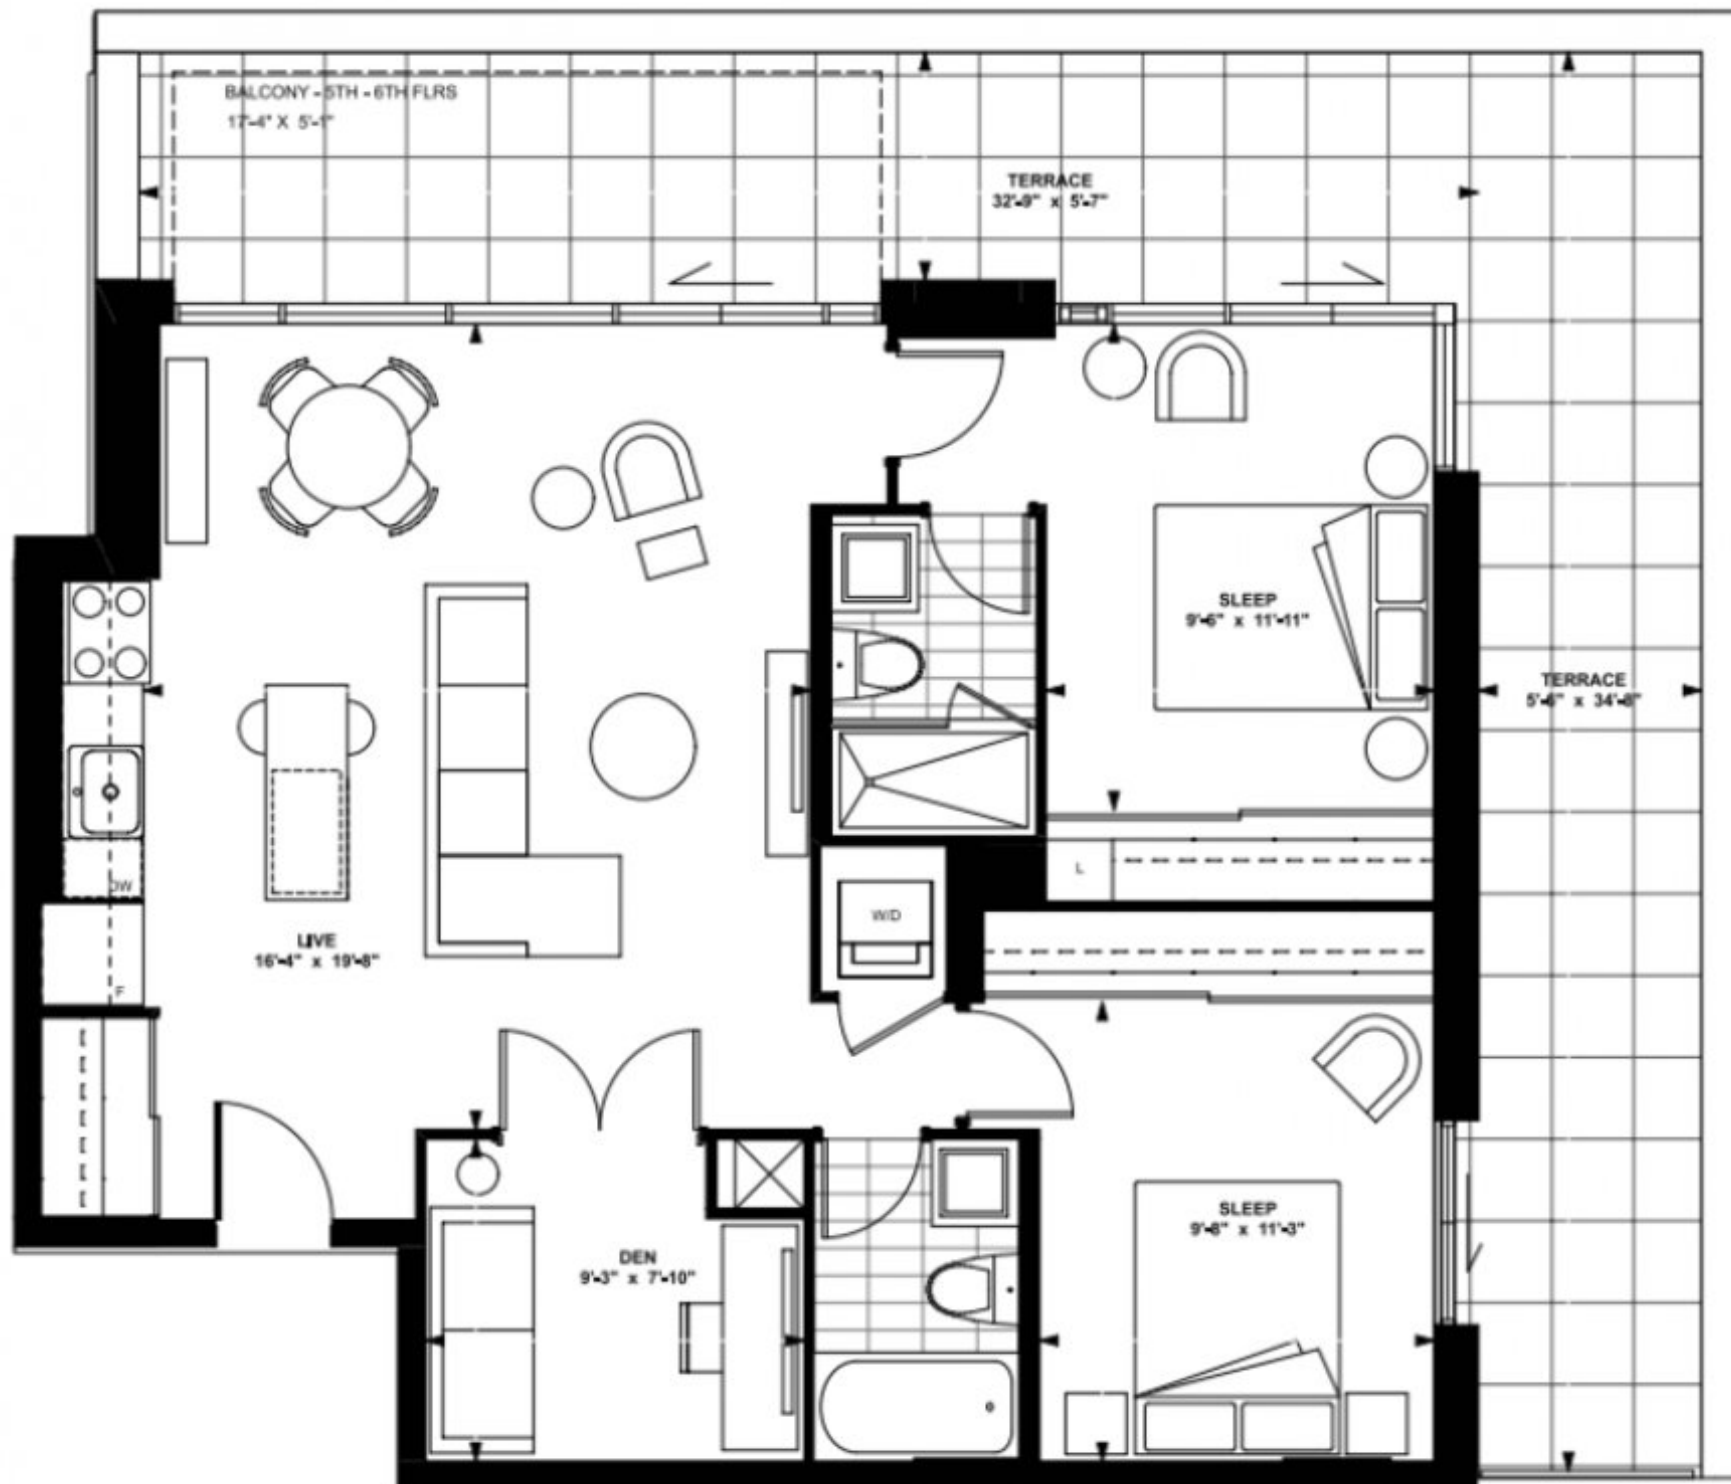 BALCONY - 5TH - 6TH FLRS
17'-4" X 5'-1"
TERRACE
32'-9" x 5'-7"
SLEEP
9'-6" x 11'-11"
TERRACE
5'-6" x 34'-8"
DW
L
W/D
LIVE
16'-4" x 19'-8"
F
SLEEP
9'-8" x 11'-3"
DEN
9'-3" x 7'-10"